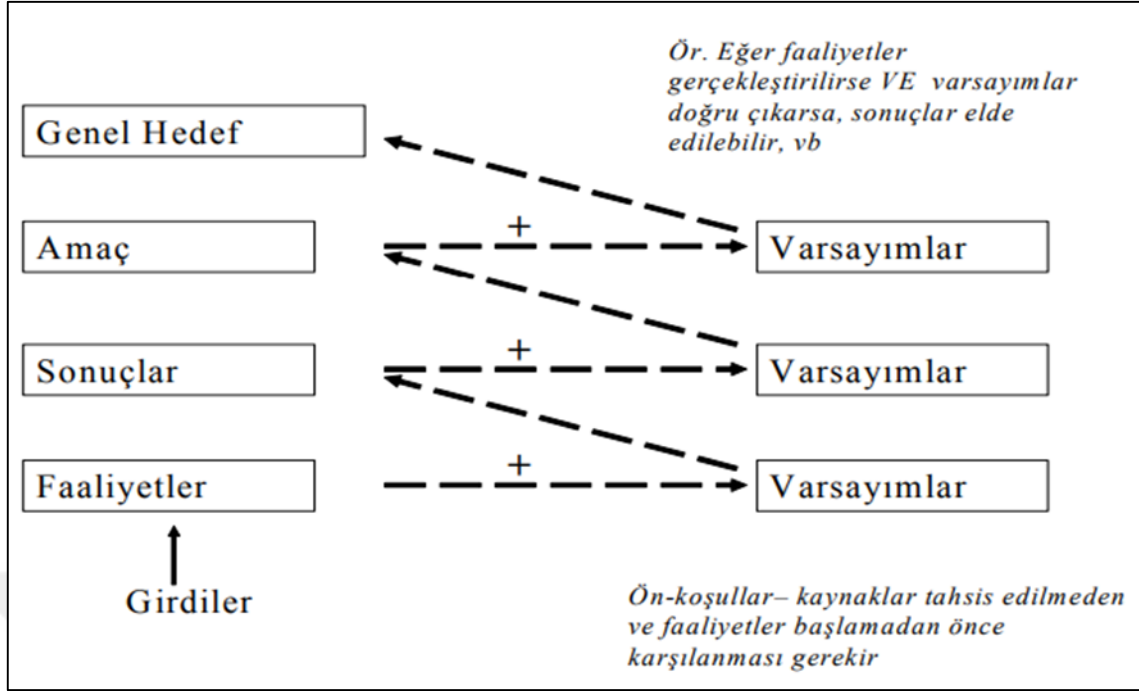 Ör. Eğer faaliyetler
gerçekleştirilirse VE varsayımlar
doğru çıkarsa, sonuçlar elde
edilebilir, vb
Genel Hedef
Amaç
+
Varsayımlar
Sonuçlar
+
Varsayımlar
Faaliyetler
+
Varsayımlar
Girdiler
Ön-koşullar– kaynaklar tahsis edilmeden
ve faaliyetler başlamadan önce
karşılanması gerekir